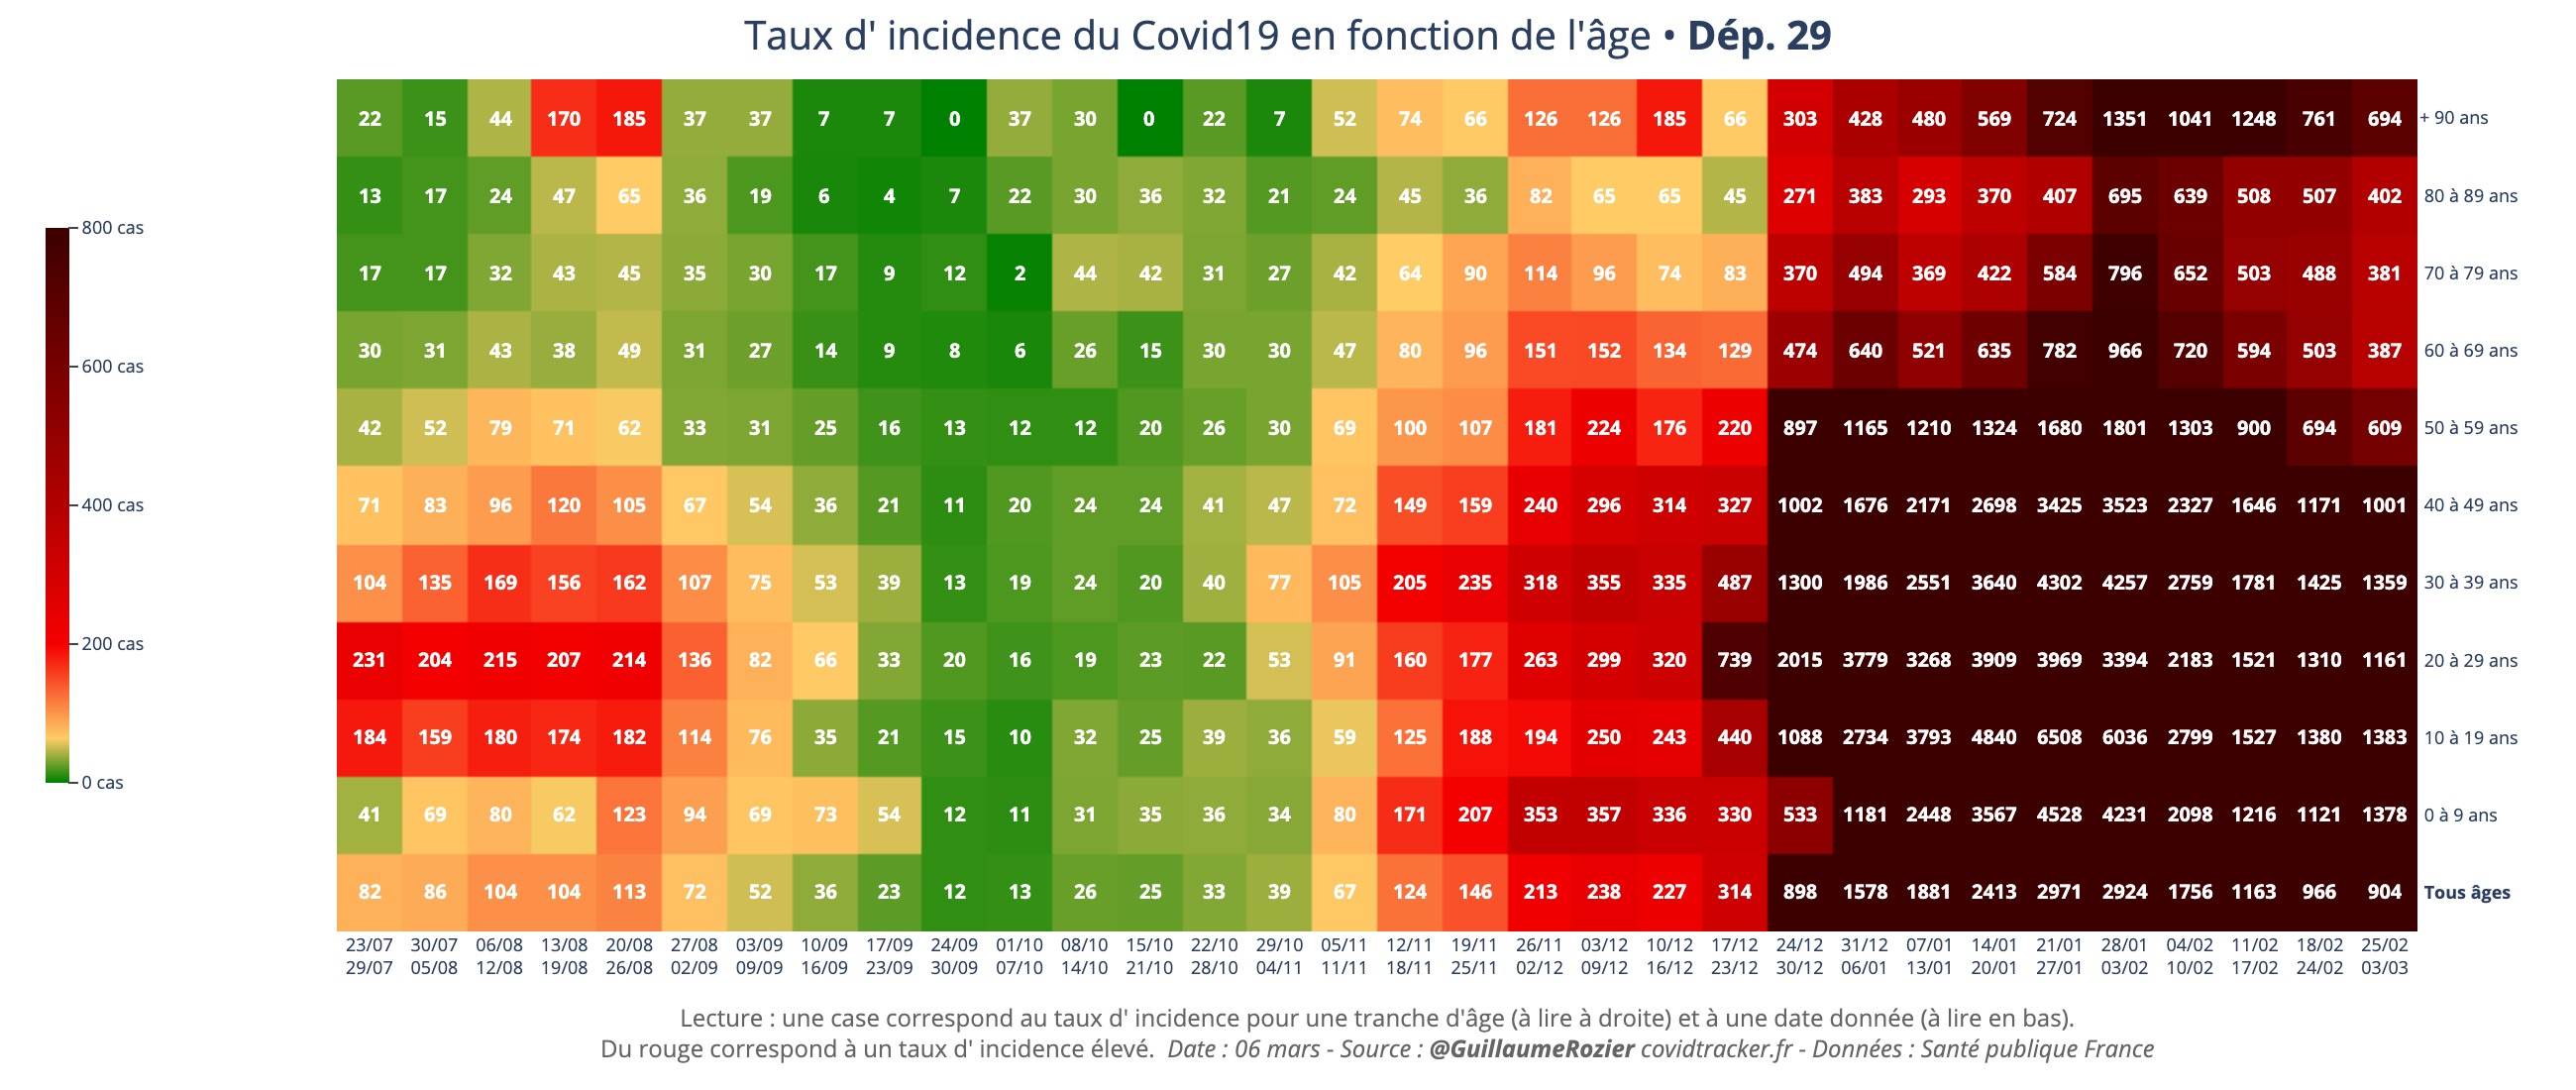 Taux d' incidence du Covid19 en fonction de l'âge • Dép. 29
800 cas
600 cas
400 cas
200 cas
0 cas
22 15 44 170 185 37 37 7 7 0 37 30 0 22 7 52 74 66 126 126 185 66 303 428 480 569 724 1351 1041 1248 761 694 + 90 ans
13 17 24 47 65 36 19 6 4 7 22 30 36 32 21 24 45 36 82 65 65 45 271 383 293 370 407 695 639 508 507 402 80 à 89 ans
17 17 32 43 45 35 30 17 9 12 2 44 42 31 27 42 64 90 114 96 74 83 370 494 369 422 584 796 652 503 488 381 70 à 79 ans
30 31 43 38 49 31 27 14 9 8 6 26 15 30 30 47 80 96 151 152 134 129 474 640 521 635 782 966 720 594 503 387 60 à 69 ans
42 52 79 71 62 33 31 25 16 13 12 12 20 26 30 69 100 107 181 224 176 220 897 1165 1210 1324 1680 1801 1303 900 694 609 50 à 59 ans
71 83 96 120 105 67 54 36 21 11 20 24 24 41 47 72 149 159 240 296 314 327 1002 1676 2171 2698 3425 3523 2327 1646 1171 1001 40 à 49 ans
104 135 169 156 162 107 75 53 39 13 19 24 20 40 77 105 205 235 318 355 335 487 1300 1986 2551 3640 4302 4257 2759 1781 1425 1359 30 à 39 ans
231 204 215 207 214 136 82 66 33 20 16 19 23 22 53 91 160 177 263 299 320 739 2015 3779 3268 3909 3969 3394 2183 1521 1310 1161 20 à 29 ans
184 159 180 174 182 114 76 35 21 15 10 32 25 39 36 59 125 188 194 250 243 440 1088 2734 3793 4840 6508 6036 2799 1527 1380 1383 10 à 19 ans
41 69 80 62 123 94 69 73 54 12 11 31 35 36 34 80 171 207 353 357 336 330 533 1181 2448 3567 4528 4231 2098 1216 1121 1378 0 à 9 ans
82 86 104 104 113 72 52 36 23 12 13 26 25 33 39 67 124 146 213 238 227 314 898 1578 1881 2413 2971 2924 1756 1163 966 904 Tous âges
23/07 30/07 06/08 13/08 20/08 27/08 03/09 10/09 17/09 24/09 01/10 08/10 15/10 22/10 29/10 05/11 12/11 19/11 26/11 03/12 10/12 17/12 24/12 31/12 07/01 14/01 21/01 28/01 04/02 11/02 18/02 25/02
29/07 05/08 12/08 19/08 26/08 02/09 09/09 16/09 23/09 30/09 07/10 14/10 21/10 28/10 04/11 11/11 18/11 25/11 02/12 09/12 16/12 23/12 30/12 06/01 13/01 20/01 27/01 03/02 10/02 17/02 24/02 03/03
Lecture : une case correspond au taux d' incidence pour une tranche d'âge (à lire à droite) et à une date donnée (à lire en bas).
Du rouge correspond à un taux d' incidence élevé. Date : 06 mars - Source : @GuillaumeRozier covidtracker.fr - Données : Santé publique France